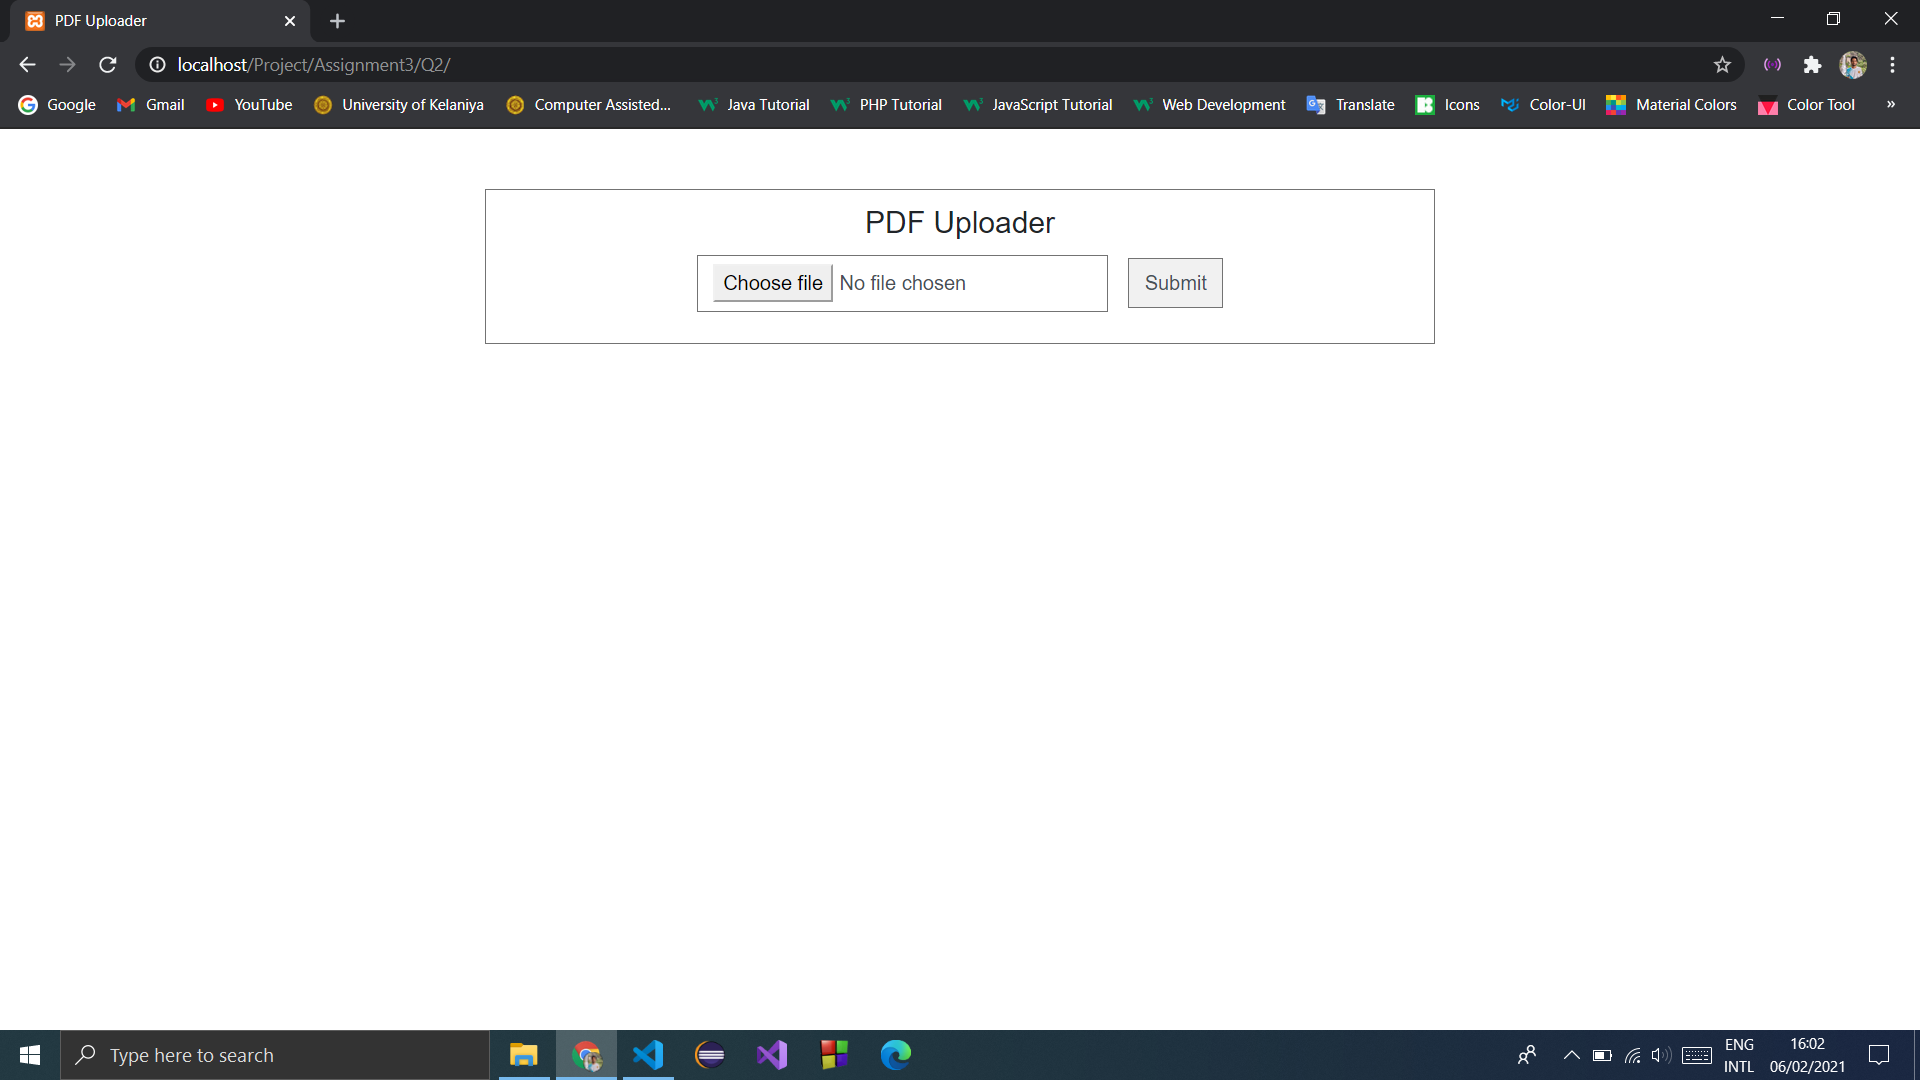 PDF Uploader
localhost/Project/Assignment3/Q2/
Google Gmail YouTube University of Kelaniya Computer Assisted... Java Tutorial PHP Tutorial JavaScript Tutorial Web Development Translate Icons Color-UI Material Colors Color Tool »
PDF Uploader
Choose file No file chosen Submit
Type here to search
ENG 16:02
INTL 06/02/2021